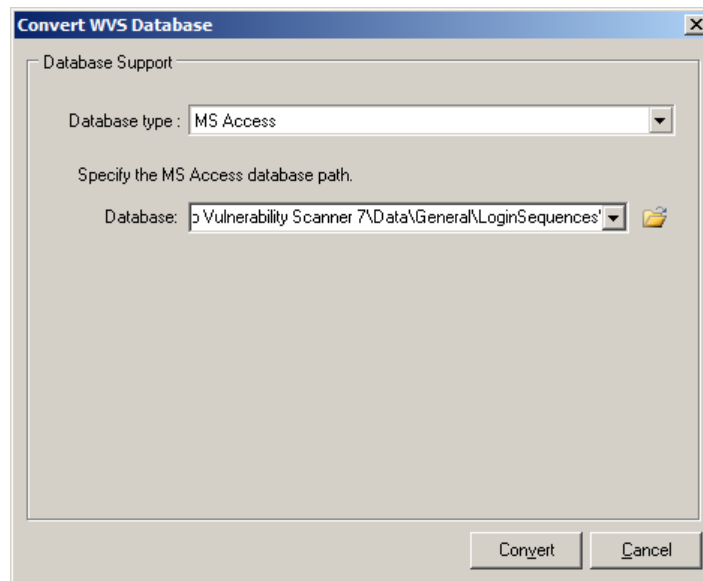 Convert WVS Database
Database Support
Database type : MS Access
Specify the MS Access database path.
Database: Vulnerability Scanner 7\Data\General\LoginSequences'
Convert Cancel